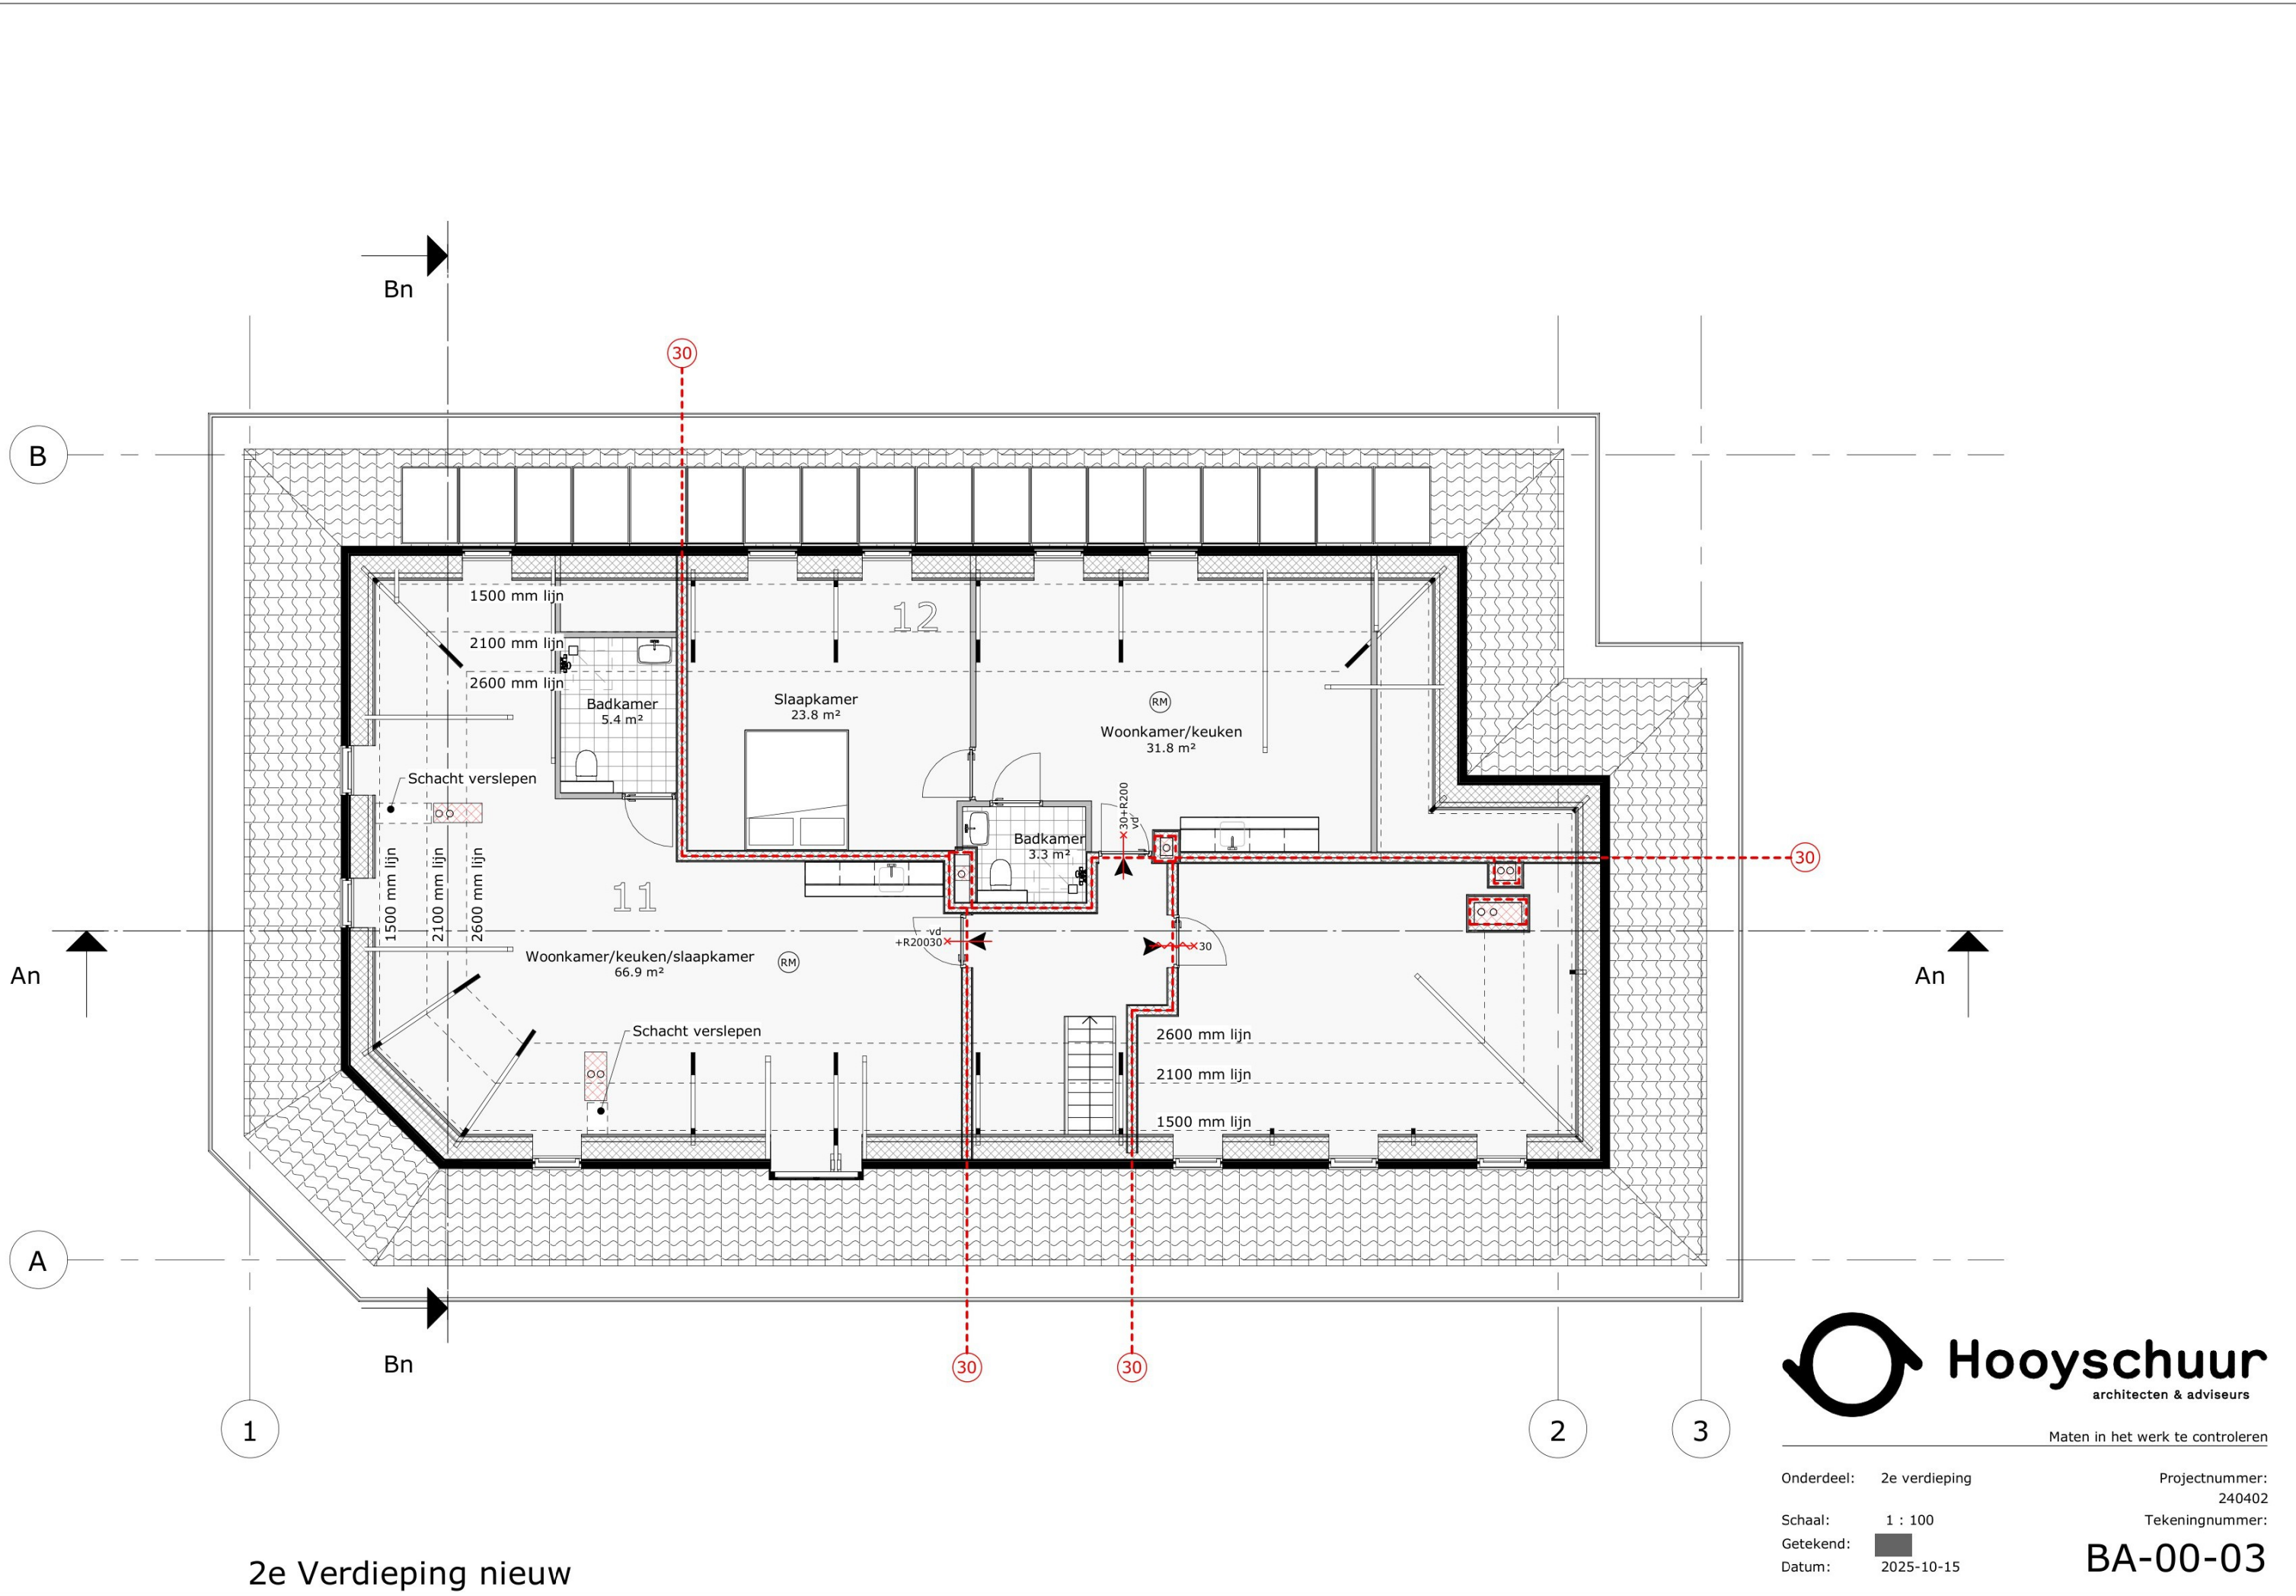 Bn
30
B
1500 mm lijn
12
2100 mm lijn
2600 mm lijn
Badkamer
5.4 m²
Slaapkamer
23.8 m²
RM
Woonkamer/keuken
31.8 m²
Schacht verslepen
30+R200
vd
Badkamer
3.3 m²
30
1500 mm lijn
2100 mm lijn
2600 mm lijn
11
vd
+R20030
30
An
Woonkamer/keuken/slaapkamer
66.9 m²
RM
An
Schacht verslepen
2600 mm lijn
2100 mm lijn
1500 mm lijn
A
Bn
30
30
1
2
3
Hooyschuur
architecten & adviseurs
Maten in het werk te controleren
Onderdeel: 2e verdieping
Projectnummer:
240402
Schaal: 1 : 100
Tekeningnummer:
Getekend:
BA-00-03
Datum: 2025-10-15
2e Verdieping nieuw